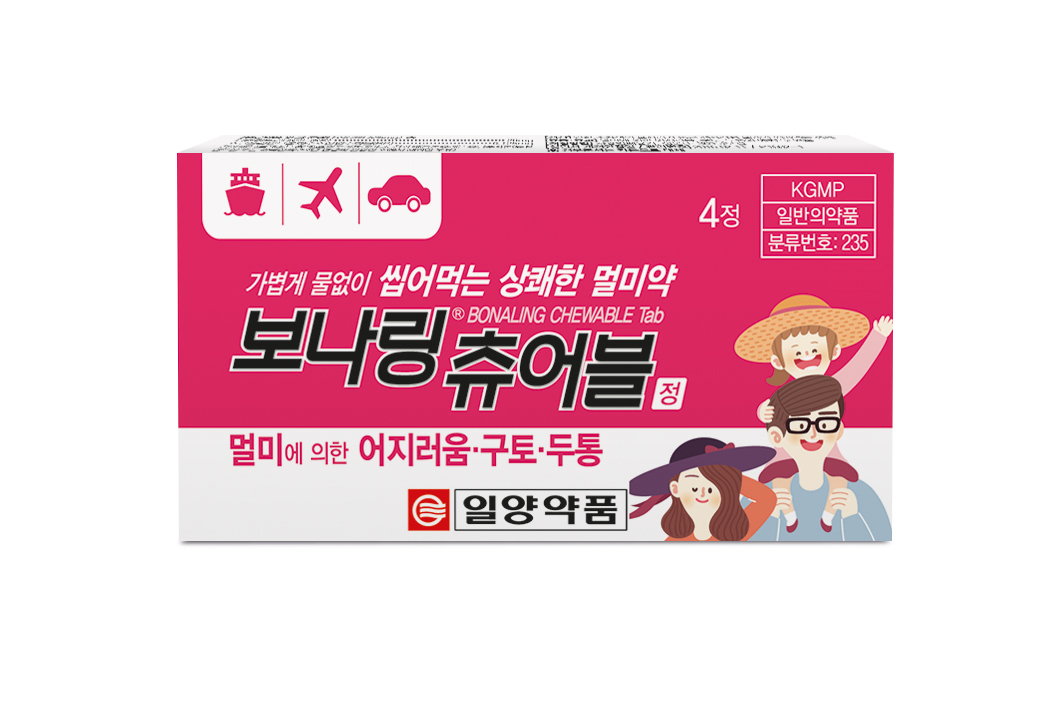 4정
KGMP
일반의약품
분류번호: 235
가볍게 물없이 씹어먹는 상쾌한 멀미약
보나링® BONALING CHEWABLE Tab
츄어블정
멀미에 의한 어지러움·구토·두통
일양약품